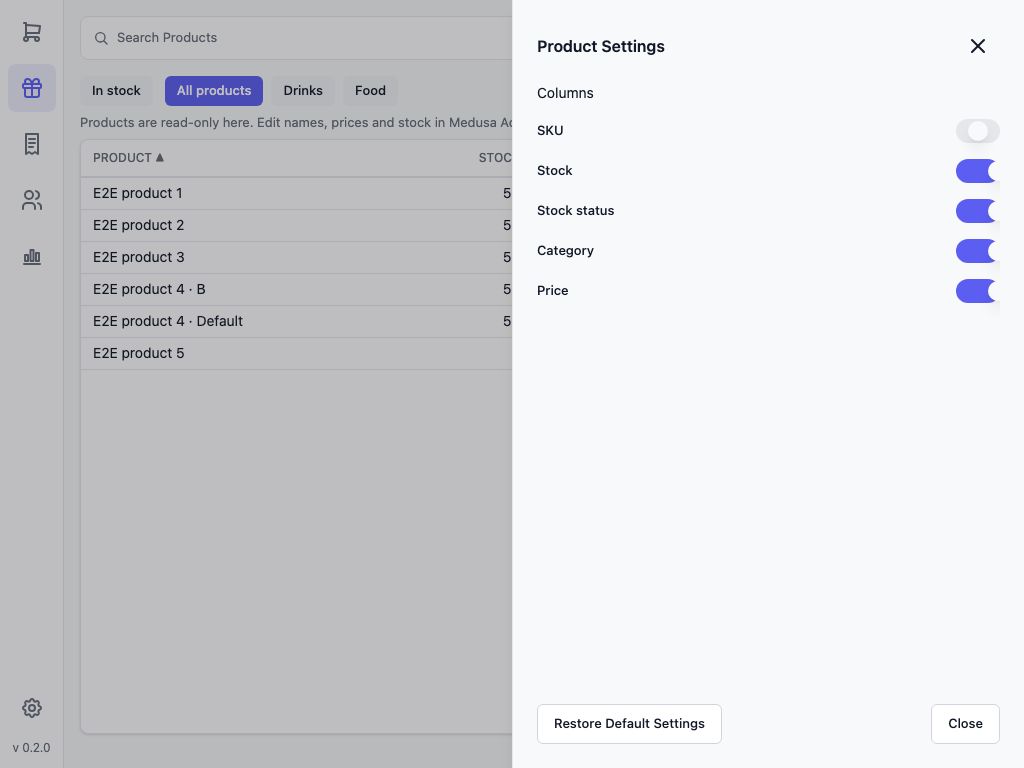 Search Products
In stock
All products
Drinks
Food
Products are read-only here. Edit names, prices and stock in Medusa
PRODUCT ▲
E2E product 1
5
E2E product 2
5
E2E product 3
5
E2E product 4 · B
5
E2E product 4 · Default
5
E2E product 5
v 0.2.0
Product Settings
Columns
SKU
Stock
Stock status
Category
Price
Restore Default Settings
Close